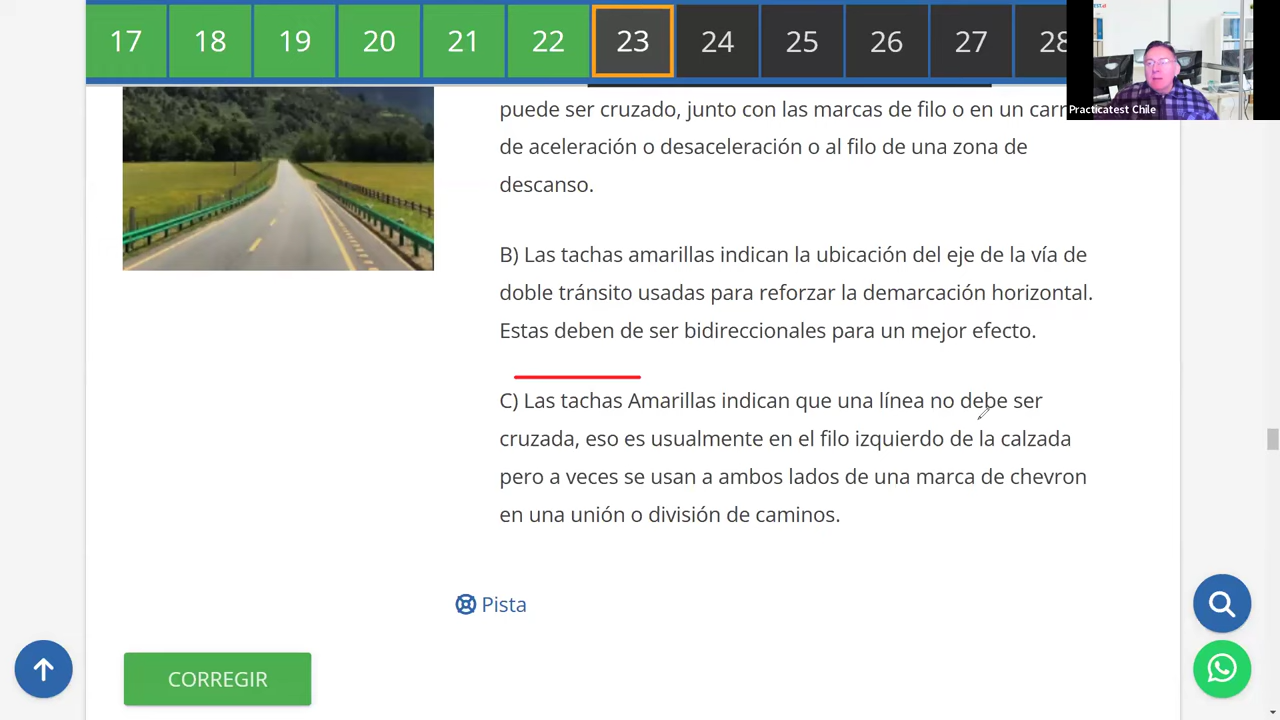 17 18 19 20 21 22 23 24 25 26 27 28
Practicatest Chile
puede ser cruzado, junto con las marcas de filo o en un carr
de aceleración o desaceleración o al filo de una zona de
descanso.
B) Las tachas amarillas indican la ubicación del eje de la vía de
doble tránsito usadas para reforzar la demarcación horizontal.
Estas deben de ser bidireccionales para un mejor efecto.
C) Las tachas Amarillas indican que una línea no debe ser
cruzada, eso es usualmente en el filo izquierdo de la calzada
pero a veces se usan a ambos lados de una marca de chevron
en una unión o división de caminos.
Pista
CORREGIR